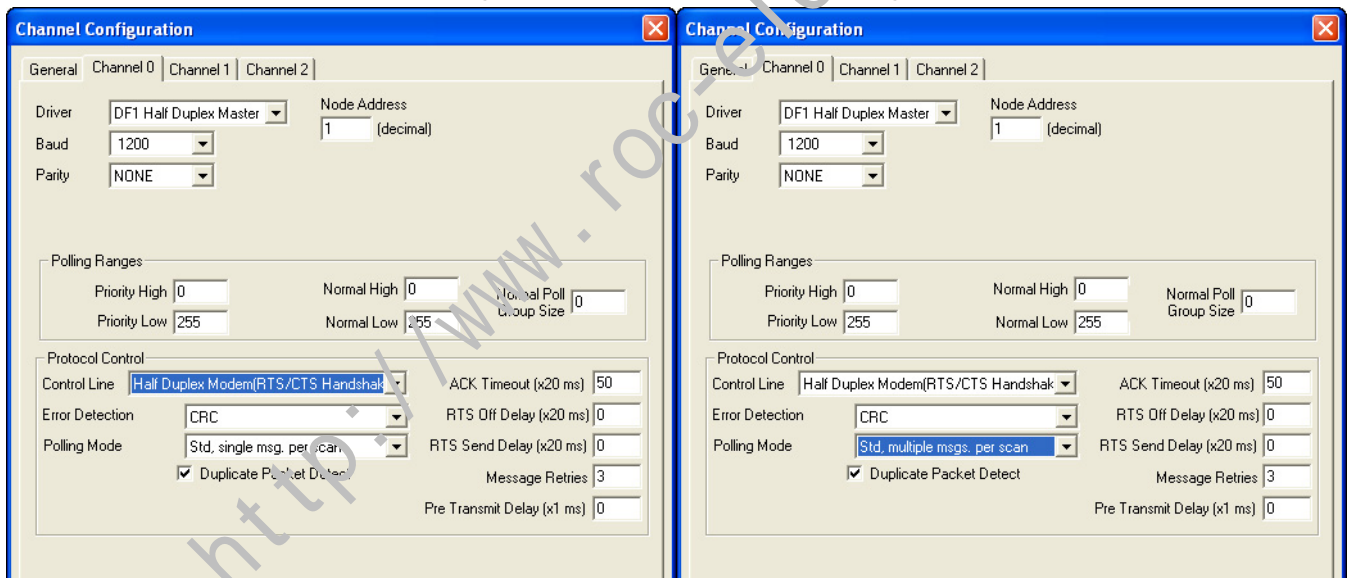 Channel Configuration
General Channel 0 Channel 1 Channel 2
Driver DF1 Half Duplex Master Node Address
1 (decimal)
Baud 1200
Parity NONE
Polling Ranges
Priority High 0 Normal High 0 Normal Poll Group Size 0
Priority Low 255 Normal Low 255
Protocol Control
Control Line Half Duplex Modem(RTS/CTS Handshak ACK Timeout (x20 ms) 50
Error Detection CRC RTS Off Delay (x20 ms) 0
Polling Mode Std, single msg. per scan RTS Send Delay (x20 ms) 0
Duplicate Packet Detect Message Retries 3
Pre Transmit Delay (x1 ms) 0
Channel Configuration
General Channel 0 Channel 1 Channel 2
Driver DF1 Half Duplex Master Node Address
1 (decimal)
Baud 1200
Parity NONE
Polling Ranges
Priority High 0 Normal High 0 Normal Poll Group Size 0
Priority Low 255 Normal Low 255
Protocol Control
Control Line Half Duplex Modem(RTS/CTS Handshak ACK Timeout (x20 ms) 50
Error Detection CRC RTS Off Delay (x20 ms) 0
Polling Mode Std, multiple msgs. per scan RTS Send Delay (x20 ms) 0
Duplicate Packet Detect Message Retries 3
Pre Transmit Delay (x1 ms) 0
http://www.roc-e